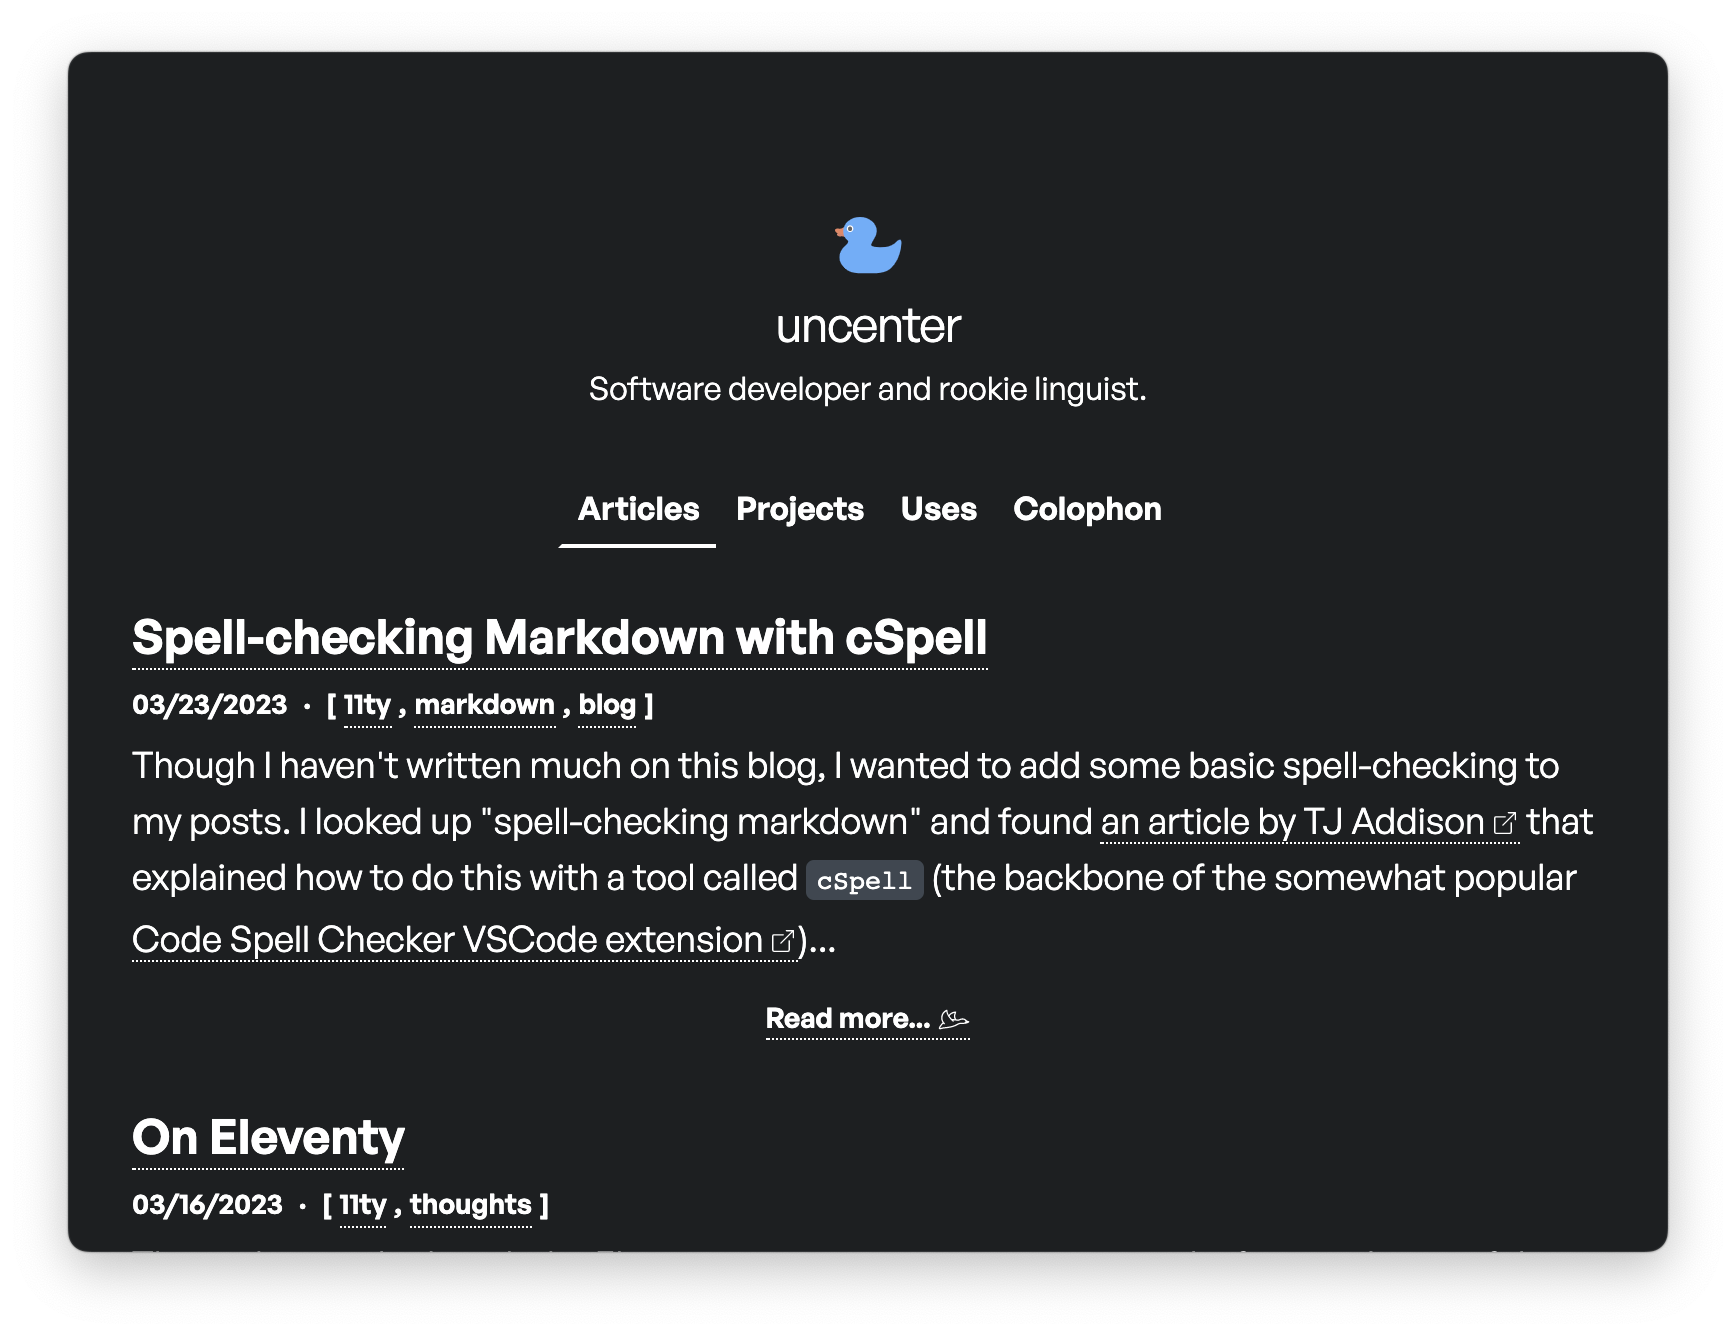 uncenter
Software developer and rookie linguist.
Articles Projects Uses Colophon
Spell-checking Markdown with cSpell
03/23/2023 · [ 11ty , markdown , blog ]
Though I haven't written much on this blog, I wanted to add some basic spell-checking to
my posts. I looked up "spell-checking markdown" and found an article by TJ Addison that
explained how to do this with a tool called cSpell (the backbone of the somewhat popular
Code Spell Checker VSCode extension)...
Read more...
On Eleventy
03/16/2023 · [ 11ty , thoughts ]